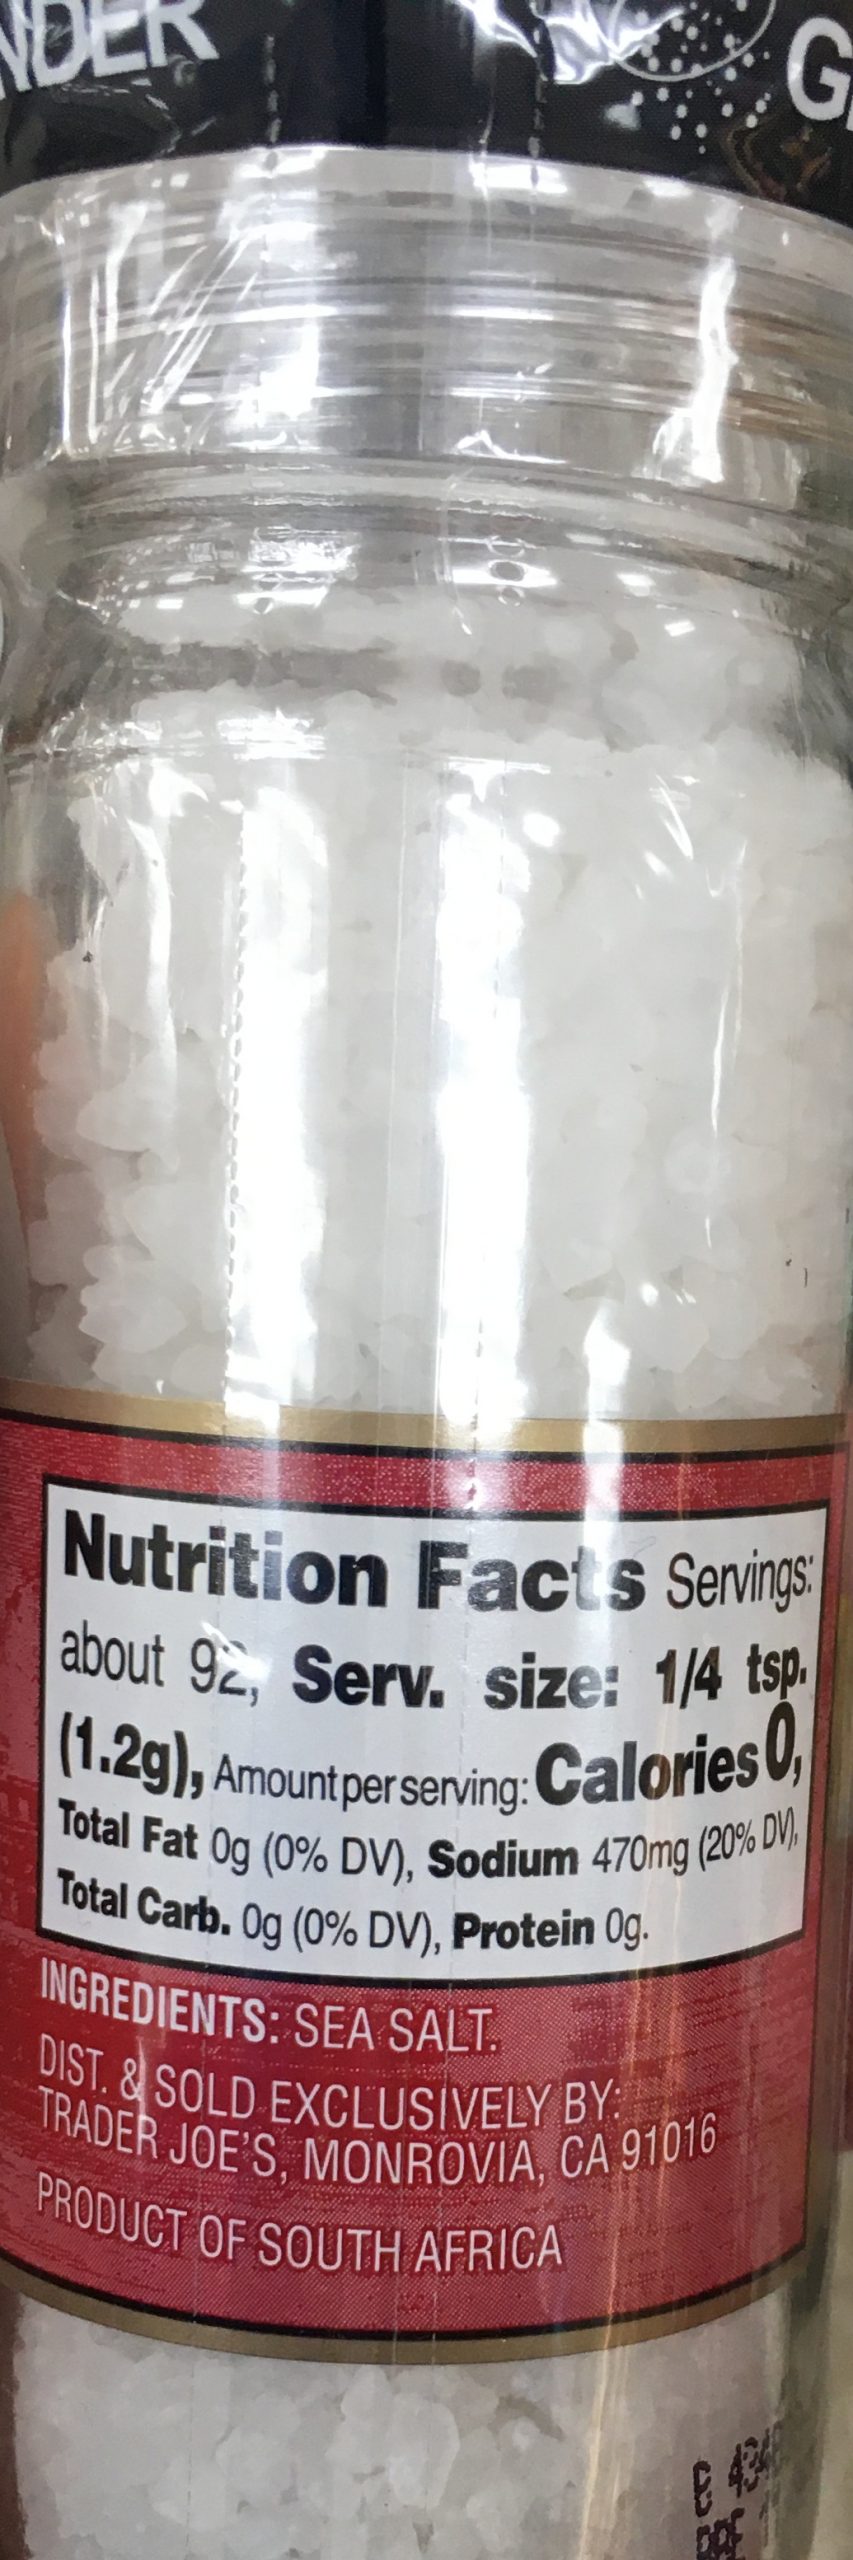 NDER
G
Nutrition Facts Servings:
about 92, Serv. size: 1/4 tsp.
(1.2g), Amount per serving: Calories 0,
Total Fat 0g (0% DV), Sodium 470mg (20% DV),
Total Carb. 0g (0% DV), Protein 0g.
INGREDIENTS: SEA SALT.
DIST. & SOLD EXCLUSIVELY BY:
TRADER JOE'S, MONROVIA, CA 91016
PRODUCT OF SOUTH AFRICA